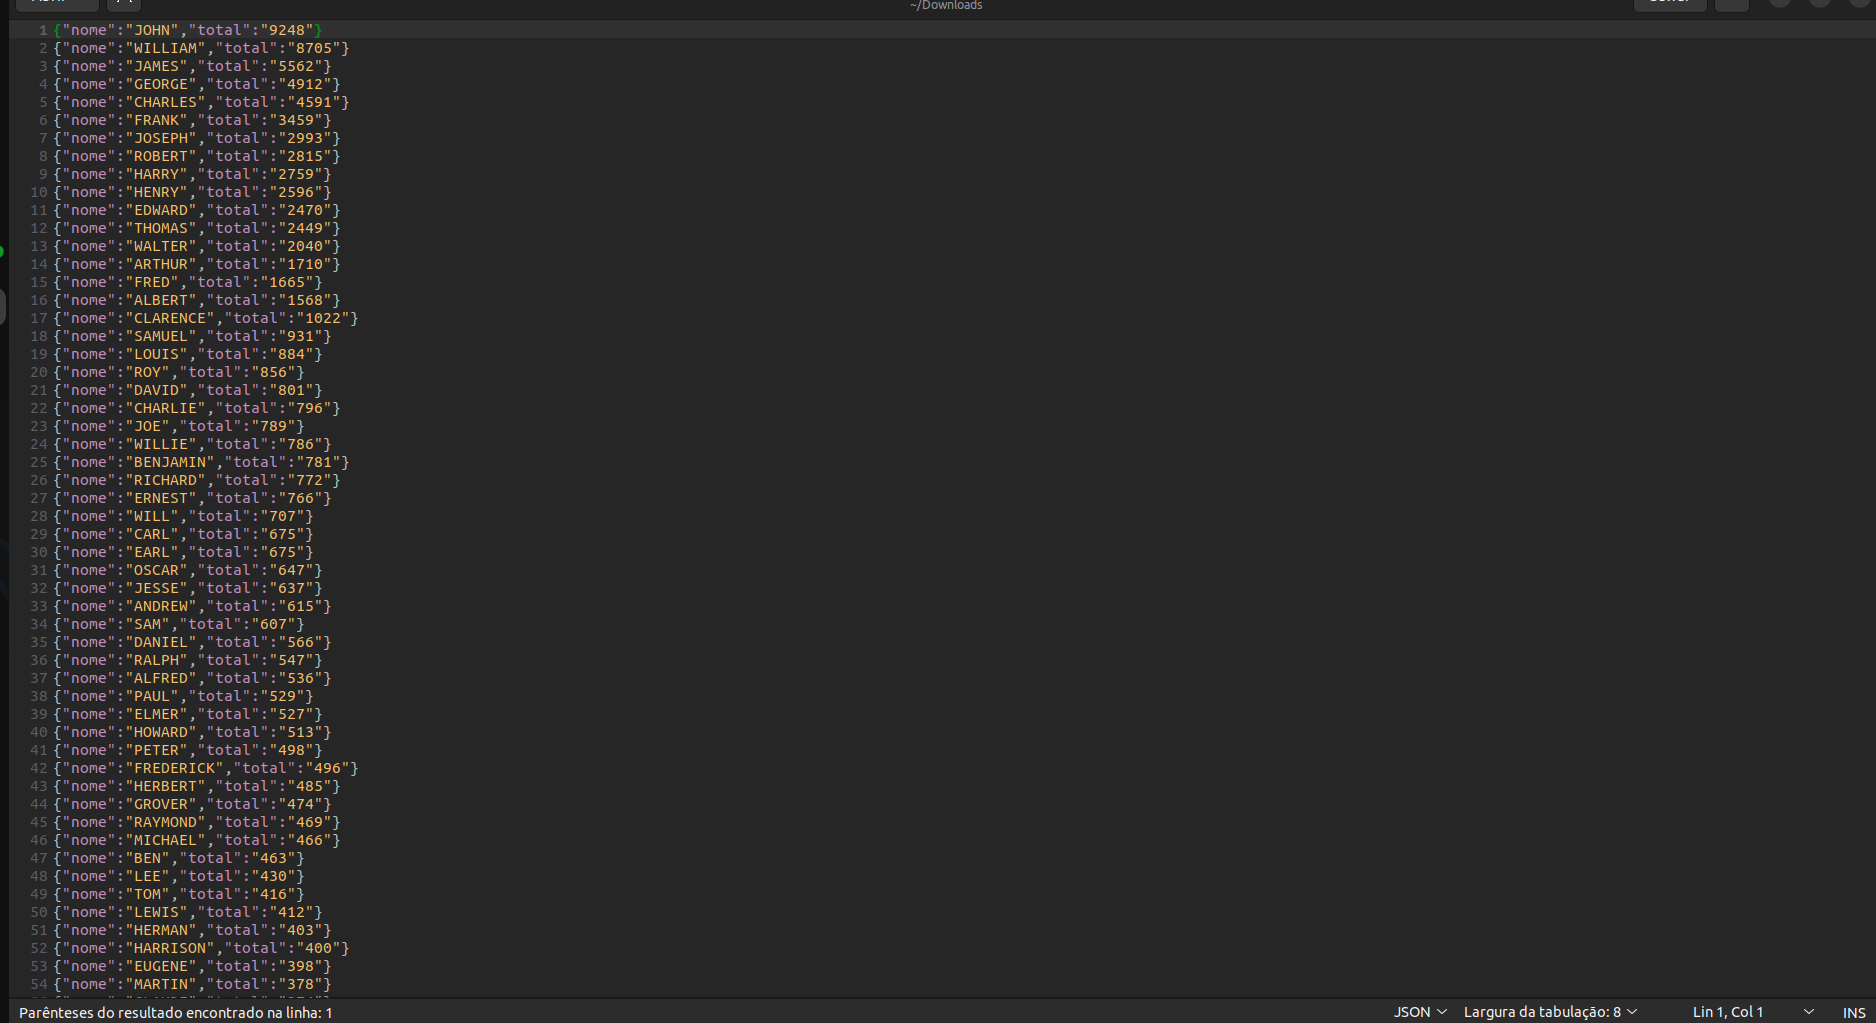 ~/Downloads
1 {"nome":"JOHN","total":"9248"}
2 {"nome":"WILLIAM","total":"8705"}
3 {"nome":"JAMES","total":"5562"}
4 {"nome":"GEORGE","total":"4912"}
5 {"nome":"CHARLES","total":"4591"}
6 {"nome":"FRANK","total":"3459"}
7 {"nome":"JOSEPH","total":"2993"}
8 {"nome":"ROBERT","total":"2815"}
9 {"nome":"HARRY","total":"2759"}
10 {"nome":"HENRY","total":"2596"}
11 {"nome":"EDWARD","total":"2470"}
12 {"nome":"THOMAS","total":"2449"}
13 {"nome":"WALTER","total":"2040"}
14 {"nome":"ARTHUR","total":"1710"}
15 {"nome":"FRED","total":"1665"}
16 {"nome":"ALBERT","total":"1568"}
17 {"nome":"CLARENCE","total":"1022"}
18 {"nome":"SAMUEL","total":"931"}
19 {"nome":"LOUIS","total":"884"}
20 {"nome":"ROY","total":"856"}
21 {"nome":"DAVID","total":"801"}
22 {"nome":"CHARLIE","total":"796"}
23 {"nome":"JOE","total":"789"}
24 {"nome":"WILLIE","total":"786"}
25 {"nome":"BENJAMIN","total":"781"}
26 {"nome":"RICHARD","total":"772"}
27 {"nome":"ERNEST","total":"766"}
28 {"nome":"WILL","total":"707"}
29 {"nome":"CARL","total":"675"}
30 {"nome":"EARL","total":"675"}
31 {"nome":"OSCAR","total":"647"}
32 {"nome":"JESSE","total":"637"}
33 {"nome":"ANDREW","total":"615"}
34 {"nome":"SAM","total":"607"}
35 {"nome":"DANIEL","total":"566"}
36 {"nome":"RALPH","total":"547"}
37 {"nome":"ALFRED","total":"536"}
38 {"nome":"PAUL","total":"529"}
39 {"nome":"ELMER","total":"527"}
40 {"nome":"HOWARD","total":"513"}
41 {"nome":"PETER","total":"498"}
42 {"nome":"FREDERICK","total":"496"}
43 {"nome":"HERBERT","total":"485"}
44 {"nome":"GROVER","total":"474"}
45 {"nome":"RAYMOND","total":"469"}
46 {"nome":"MICHAEL","total":"466"}
47 {"nome":"BEN","total":"463"}
48 {"nome":"LEE","total":"430"}
49 {"nome":"TOM","total":"416"}
50 {"nome":"LEWIS","total":"412"}
51 {"nome":"HERMAN","total":"403"}
52 {"nome":"HARRISON","total":"400"}
53 {"nome":"EUGENE","total":"398"}
54 {"nome":"MARTIN","total":"378"}
Parênteses do resultado encontrado na linha: 1 JSON Largura da tabulação: 8 Lin 1, Col 1 INS